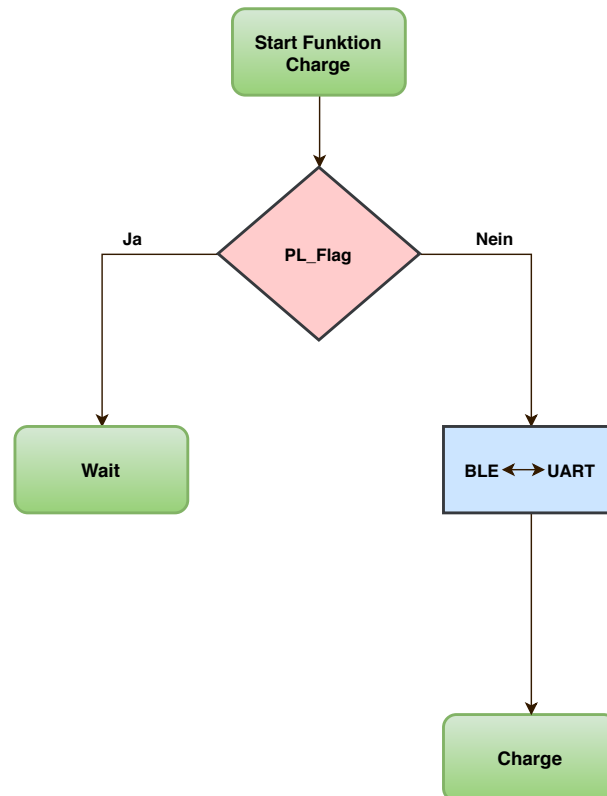 Start Funktion
Charge
PL_Flag
Ja
Nein
Wait
BLE UART
Charge